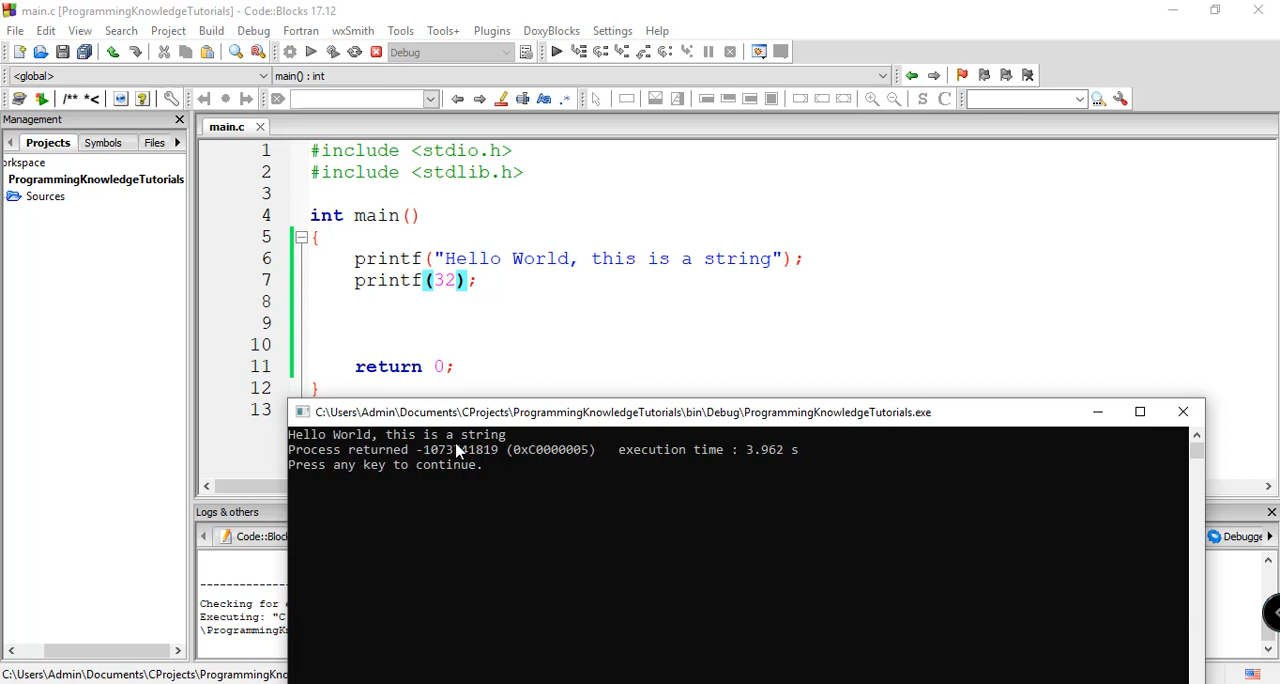 main.c [ProgrammingKnowledgeTutorials] - Code::Blocks 17.12
File Edit View Search Project Build Debug Fortran wxSmith Tools Tools+ Plugins DoxyBlocks Settings Help
Debug
<global> main() : int
/** *<
S C
Management
main.c
Projects Symbols Files
orkspace
ProgrammingKnowledgeTutorials
Sources
1 #include <stdio.h>
2 #include <stdlib.h>
3
4 int main()
5 {
6 printf("Hello World, this is a string");
7 printf(32);
8
9
10
11 return 0;
12 }
13
C:\Users\Admin\Documents\CProjects\ProgrammingKnowledgeTutorials\bin\Debug\ProgrammingKnowledgeTutorials.exe
Hello World, this is a string
Process returned -1073741819 (0xC0000005) execution time : 3.962 s
Press any key to continue.
Logs & others
Code::Block
Debugge
--------------
Checking for e
Executing: "C:
\ProgrammingKn
C:\Users\Admin\Documents\CProjects\ProgrammingKno